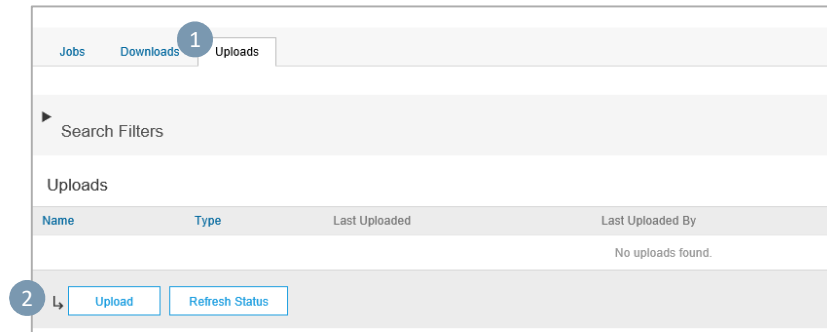 1
Jobs Downloads Uploads
Search Filters
Uploads
Name Type Last Uploaded Last Uploaded By
No uploads found.
2 Upload Refresh Status